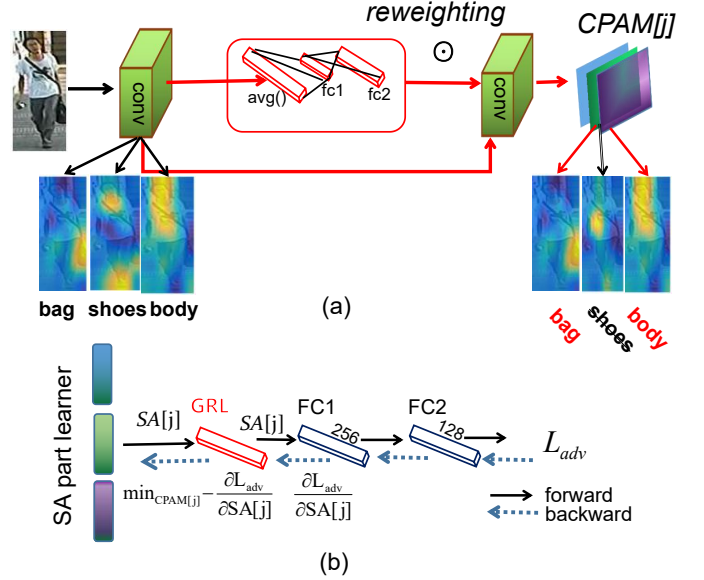 reweighting
⊙
CPAM[j]
conv
avg()
fc1
fc2
conv
bag
shoes
body
(a)
bag
shoes
body
SA part learner
SA[j]
GRL
SA[j]
FC1
256
FC2
128
L_adv
min_CPAM[j] - ∂L_adv / ∂SA[j]
∂L_adv / ∂SA[j]
forward
backward
(b)